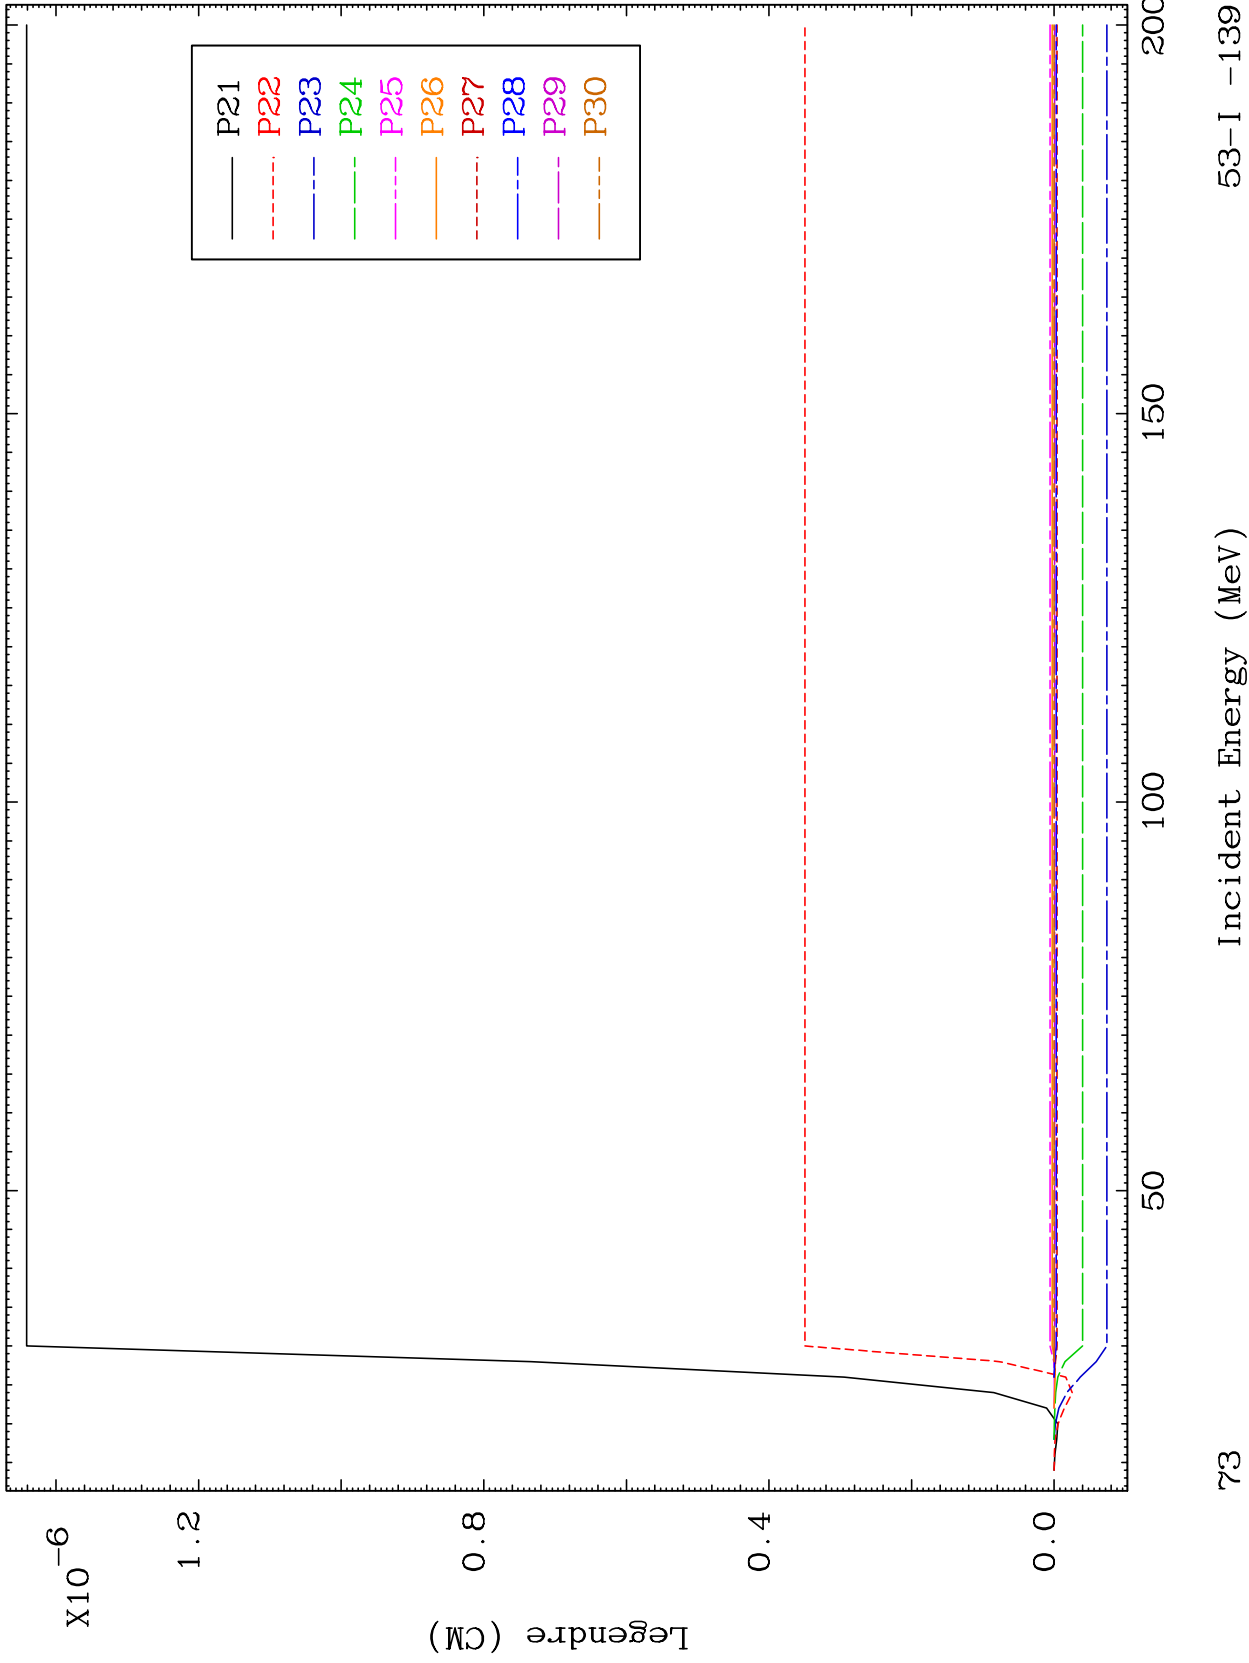 X10-6
1.2
0.8
0.4
0.0
Legendre (CM)
P21
P22
P23
P24
P25
P26
P27
P28
P29
P30
50
100
150
200
Incident Energy (MeV)
73
53-I -139